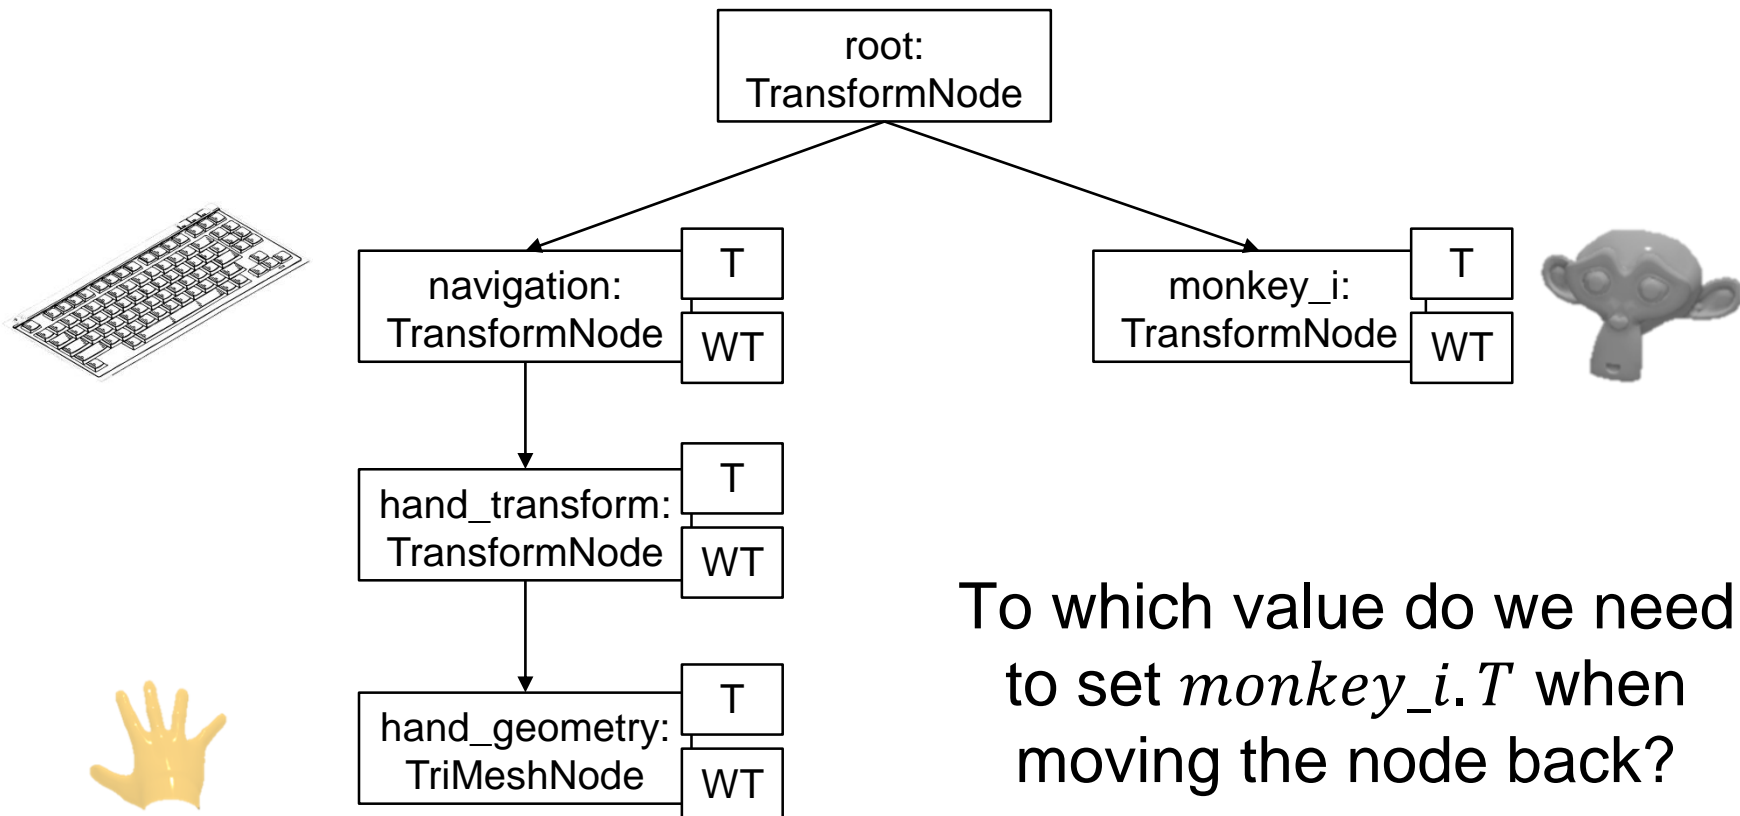 root:
TransformNode
navigation:
TransformNode
T
WT
monkey_i:
TransformNode
T
WT
hand_transform:
TransformNode
T
WT
hand_geometry:
TriMeshNode
T
WT
To which value do we need
to set monkey_i.T when
moving the node back?